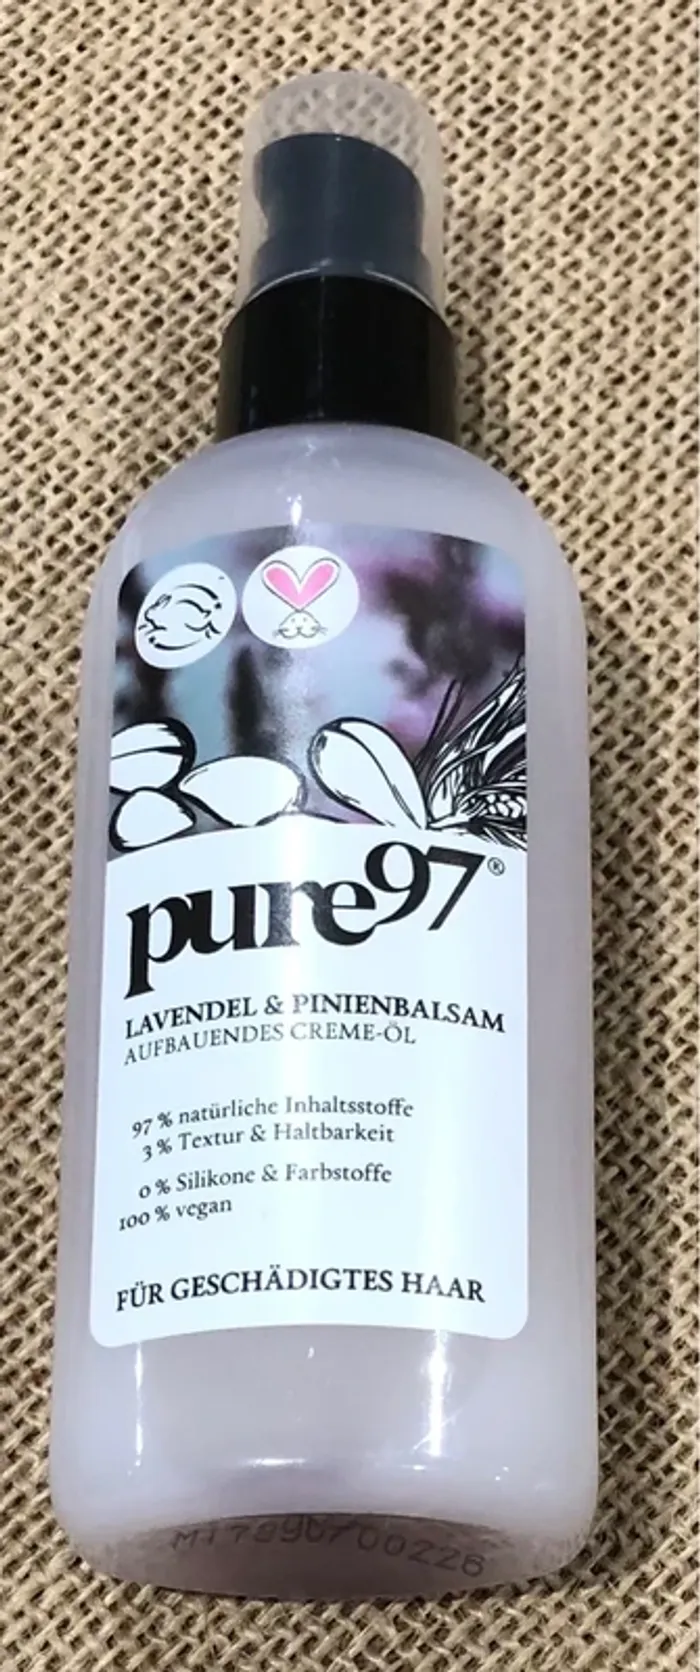 pure97®
LAVENDEL & PINIENBALSAM
AUFBAUENDES CREME-ÖL
97 % natürliche Inhaltsstoffe
3 % Textur & Haltbarkeit
0 % Silikone & Farbstoffe
100 % vegan
FÜR GESCHÄDIGTES HAAR